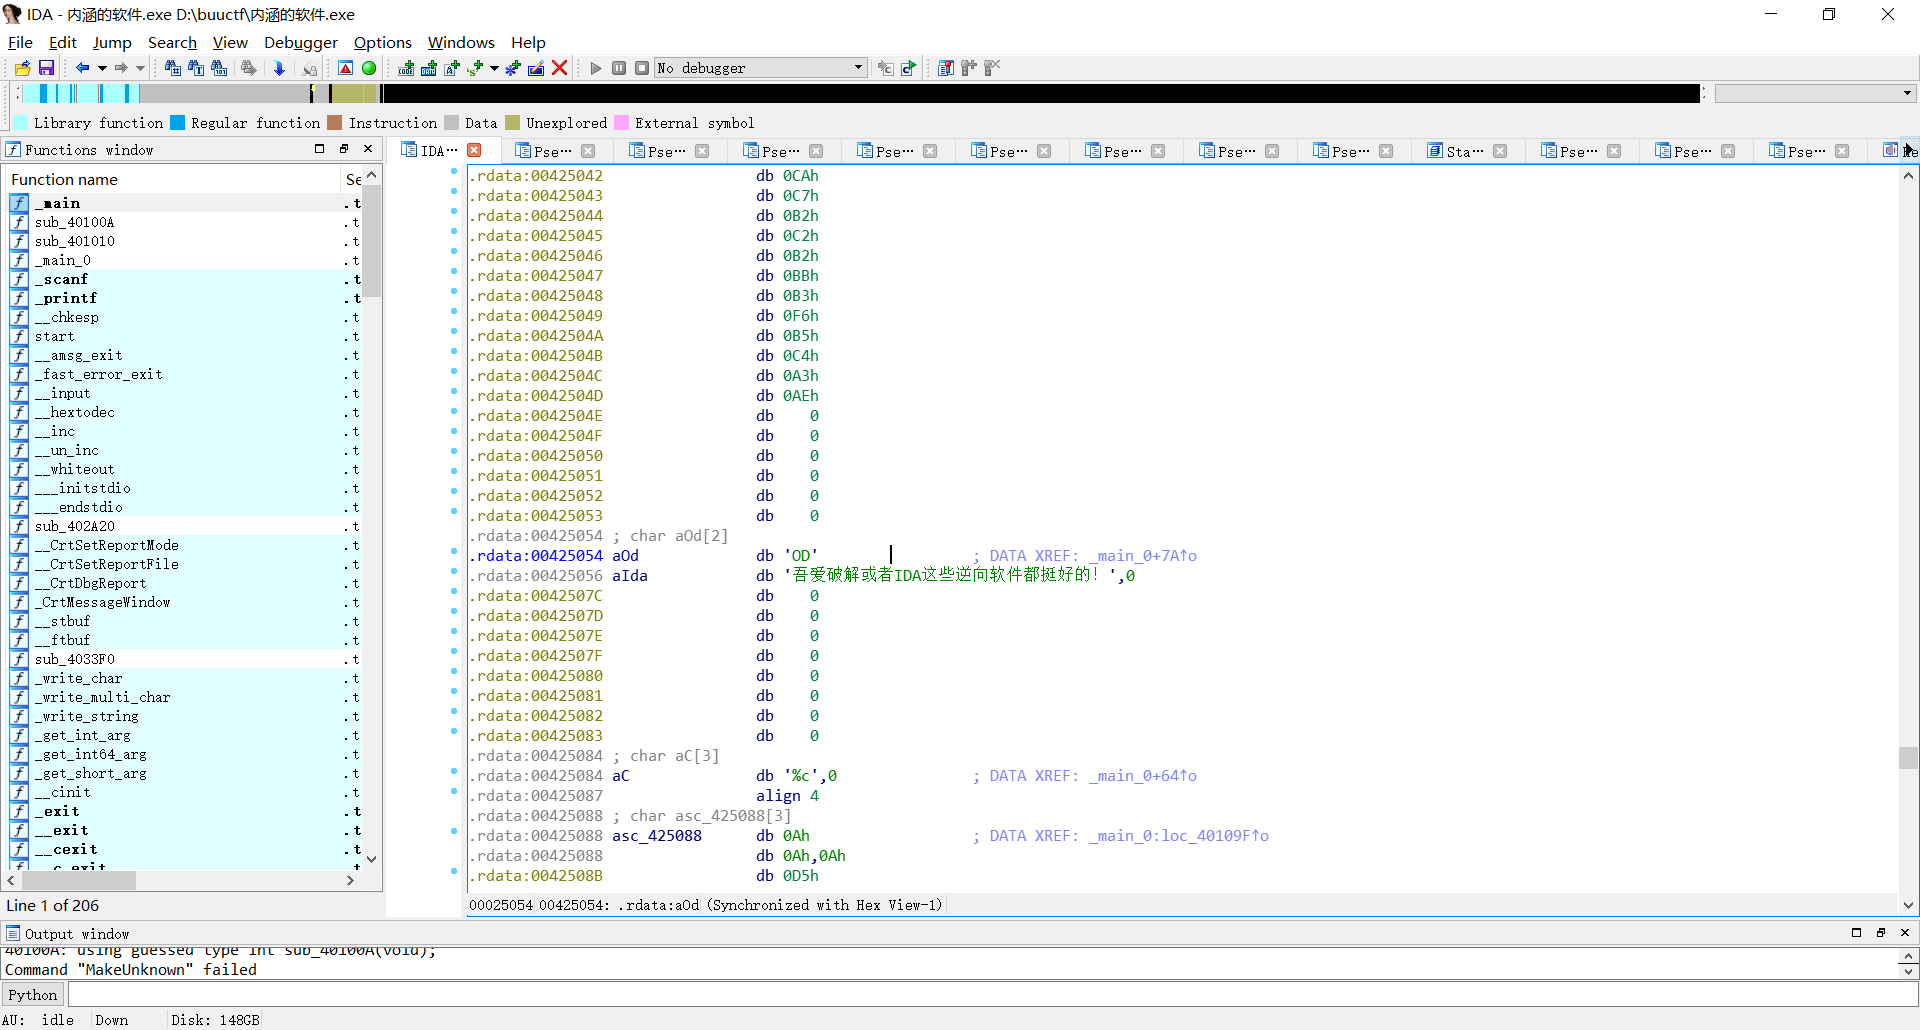 IDA - 内涵的软件.exe D:\buuctf\内涵的软件.exe
File Edit Jump Search View Debugger Options Windows Help
No debugger
Library function Regular function Instruction Data Unexplored External symbol
Functions window
IDA··· Pse··· Pse··· Pse··· Pse··· Pse··· Pse··· Pse··· Pse··· Sta··· Pse··· Pse··· Pse···
Function name Se
_main .t
sub_40100A .t
sub_401010 .t
_main_0 .t
_scanf .t
_printf .t
__chkesp .t
start .t
__amsg_exit .t
_fast_error_exit .t
__input .t
__hextodec .t
__inc .t
__un_inc .t
__whiteout .t
___initstdio .t
___endstdio .t
sub_402A20 .t
__CrtSetReportMode .t
__CrtSetReportFile .t
__CrtDbgReport .t
_CrtMessageWindow .t
__stbuf .t
__ftbuf .t
sub_4033F0 .t
_write_char .t
_write_multi_char .t
_write_string .t
_get_int_arg .t
_get_int64_arg .t
_get_short_arg .t
__cinit .t
_exit .t
__exit .t
__cexit .t
__c_exit .t
Line 1 of 206
.rdata:00425042 db 0CAh
.rdata:00425043 db 0C7h
.rdata:00425044 db 0B2h
.rdata:00425045 db 0C2h
.rdata:00425046 db 0B2h
.rdata:00425047 db 0BBh
.rdata:00425048 db 0B3h
.rdata:00425049 db 0F6h
.rdata:0042504A db 0B5h
.rdata:0042504B db 0C4h
.rdata:0042504C db 0A3h
.rdata:0042504D db 0AEh
.rdata:0042504E db 0
.rdata:0042504F db 0
.rdata:00425050 db 0
.rdata:00425051 db 0
.rdata:00425052 db 0
.rdata:00425053 db 0
.rdata:00425054 ; char aOd[2]
.rdata:00425054 aOd db 'OD' ; DATA XREF: _main_0+7A↑o
.rdata:00425056 aIda db '吾爱破解或者IDA这些逆向软件都挺好的！',0
.rdata:0042507C db 0
.rdata:0042507D db 0
.rdata:0042507E db 0
.rdata:0042507F db 0
.rdata:00425080 db 0
.rdata:00425081 db 0
.rdata:00425082 db 0
.rdata:00425083 db 0
.rdata:00425084 ; char aC[3]
.rdata:00425084 aC db '%c',0 ; DATA XREF: _main_0+64↑o
.rdata:00425087 align 4
.rdata:00425088 ; char asc_425088[3]
.rdata:00425088 asc_425088 db 0Ah ; DATA XREF: _main_0:loc_40109F↑o
.rdata:00425088 db 0Ah,0Ah
.rdata:0042508B db 0D5h
00025054 00425054: .rdata:aOd (Synchronized with Hex View-1)
Output window
40100A: using guessed type int sub_40100A(void);
Command "MakeUnknown" failed
Python
AU: idle Down Disk: 148GB